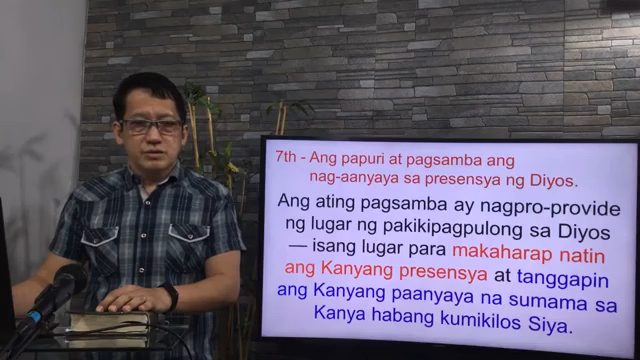 7th - Ang papuri at pagsamba ang
nag-aanyaya sa presensya ng Diyos.
Ang ating pagsamba ay nagpro-provide
ng lugar ng pakikipagpulong sa Diyos
— isang lugar para makaharap natin
ang Kanyang presensya at tanggapin
ang Kanyang paanyaya na sumama sa
Kanya habang kumikilos Siya.